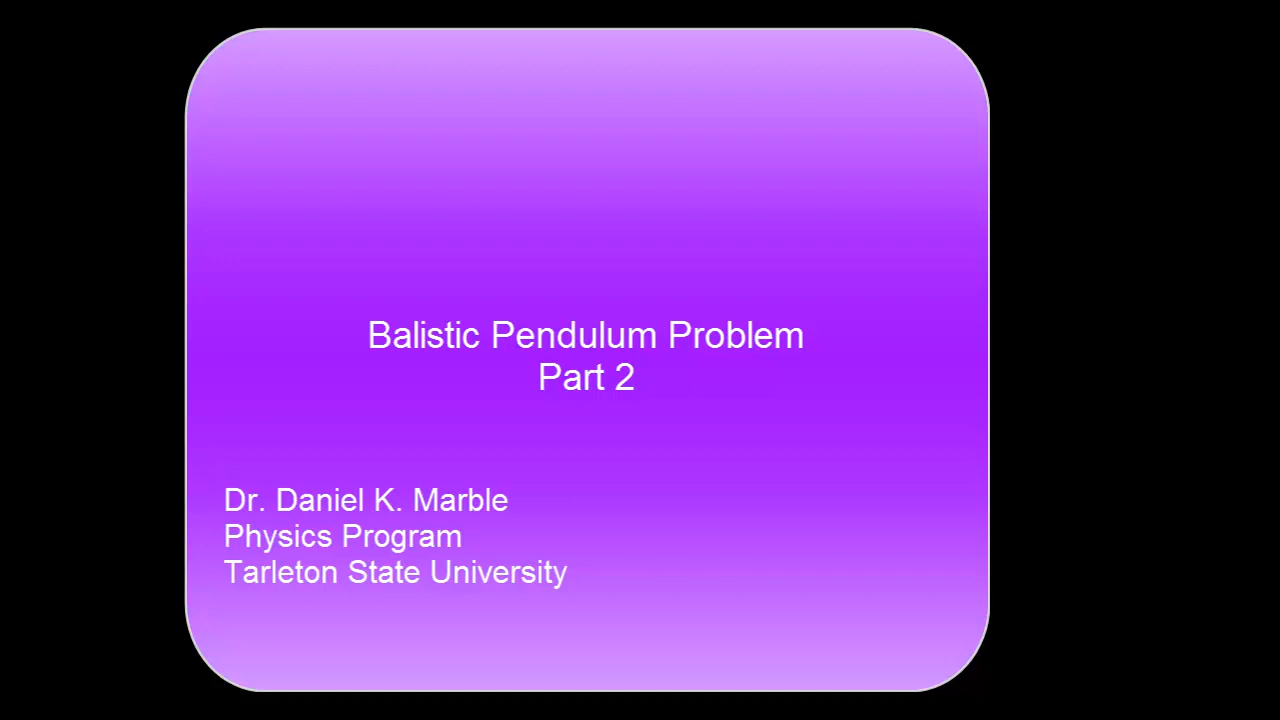 Balistic Pendulum Problem
Part 2
Dr. Daniel K. Marble
Physics Program
Tarleton State University